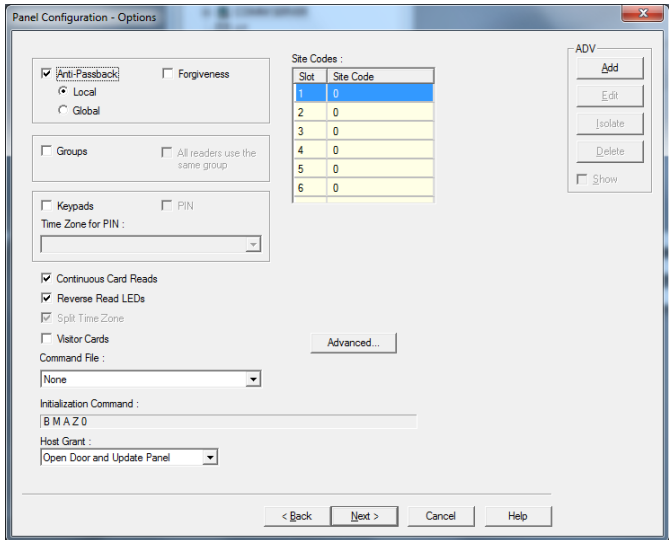 Panel Configuration - Options
Anti-Passback
Forgiveness
Local
Global
Groups
All readers use the
same group
Keypads
PIN
Time Zone for PIN :
Continuous Card Reads
Reverse Read LEDs
Split Time Zone
Visitor Cards
Command File :
None
Initialization Command :
B M A Z 0
Host Grant :
Open Door and Update Panel
Site Codes :
Slot Site Code
1 0
2 0
3 0
4 0
5 0
6 0
Advanced...
ADV
Add
Edit
Isolate
Delete
Show
< Back
Next >
Cancel
Help